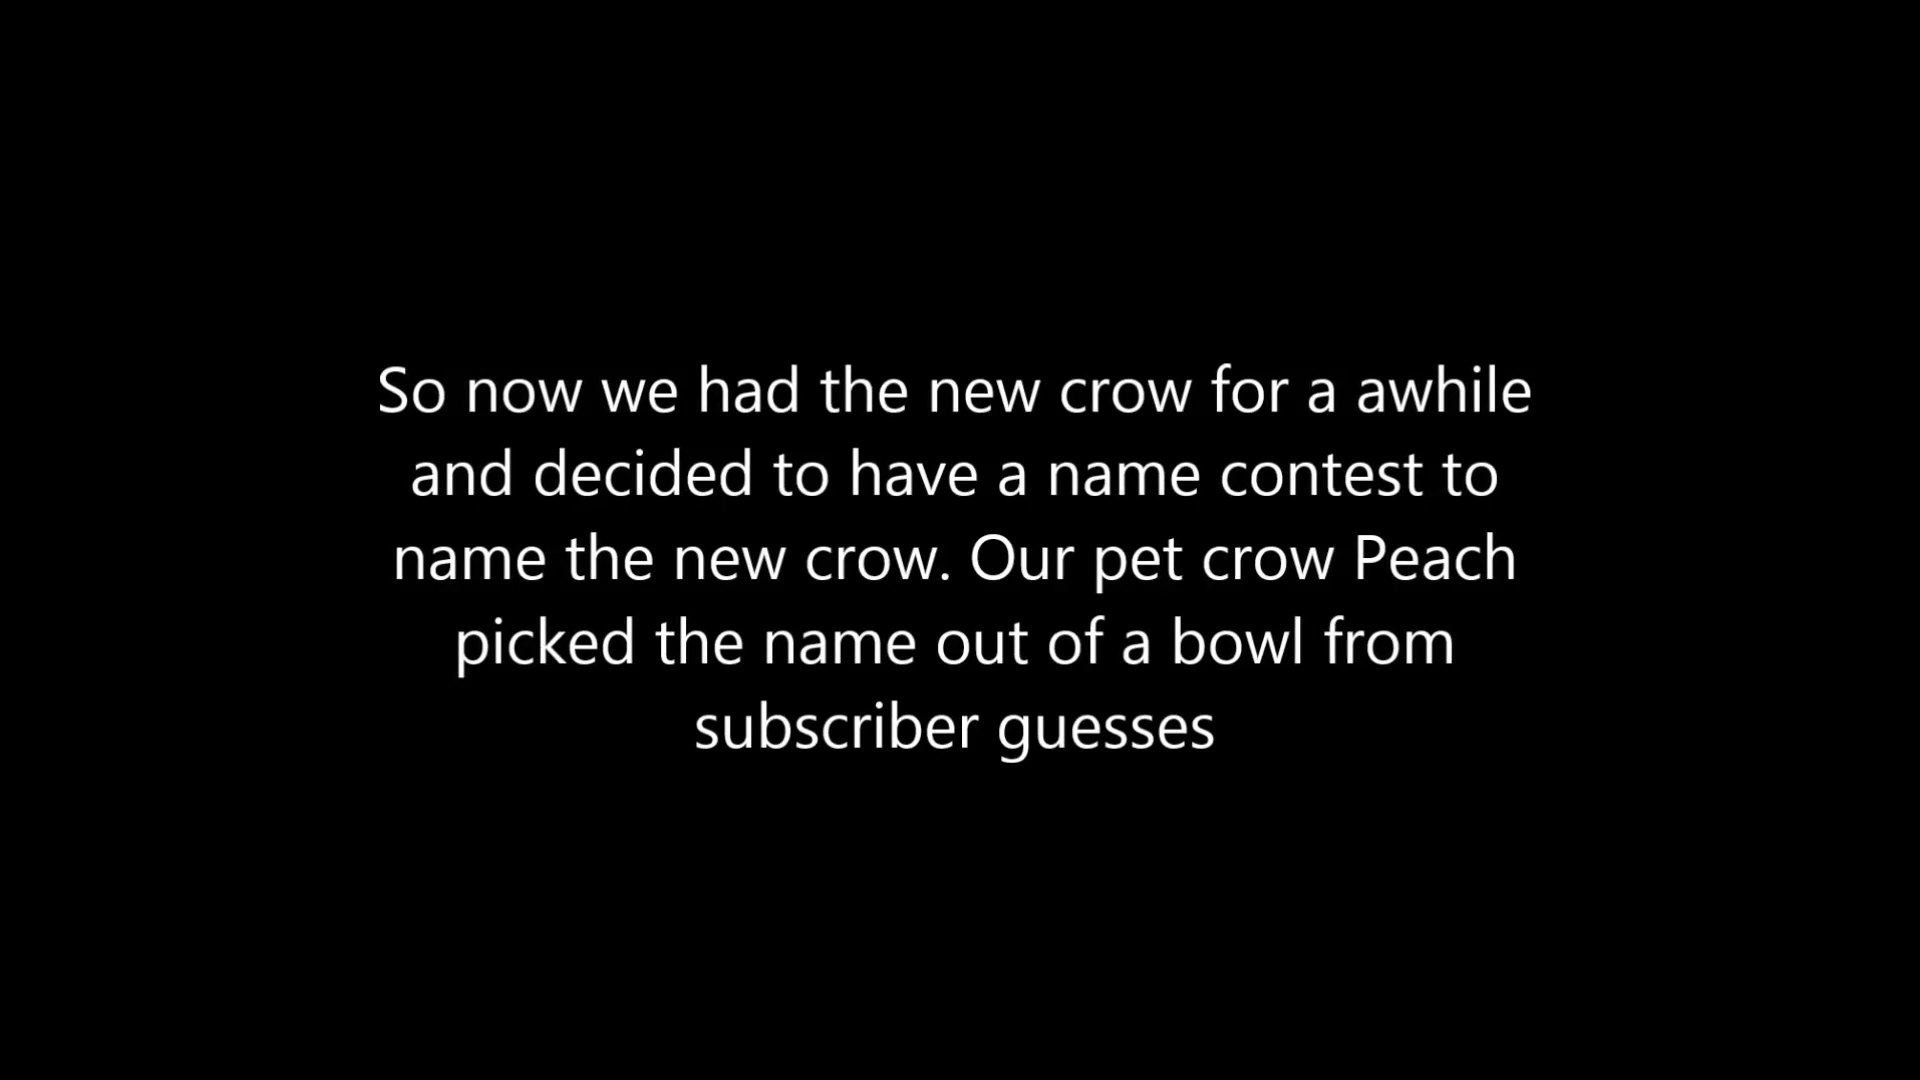 So now we had the new crow for a awhile
and decided to have a name contest to
name the new crow. Our pet crow Peach
picked the name out of a bowl from
subscriber guesses